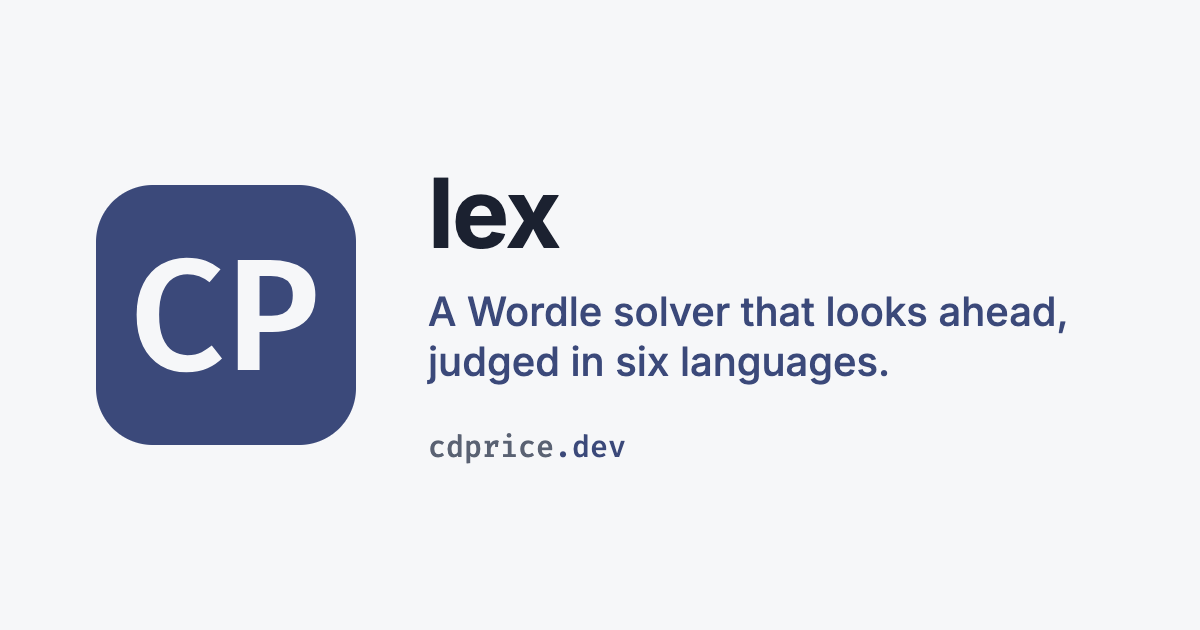 CP
lex
A Wordle solver that looks ahead,
judged in six languages.
cdprice.dev